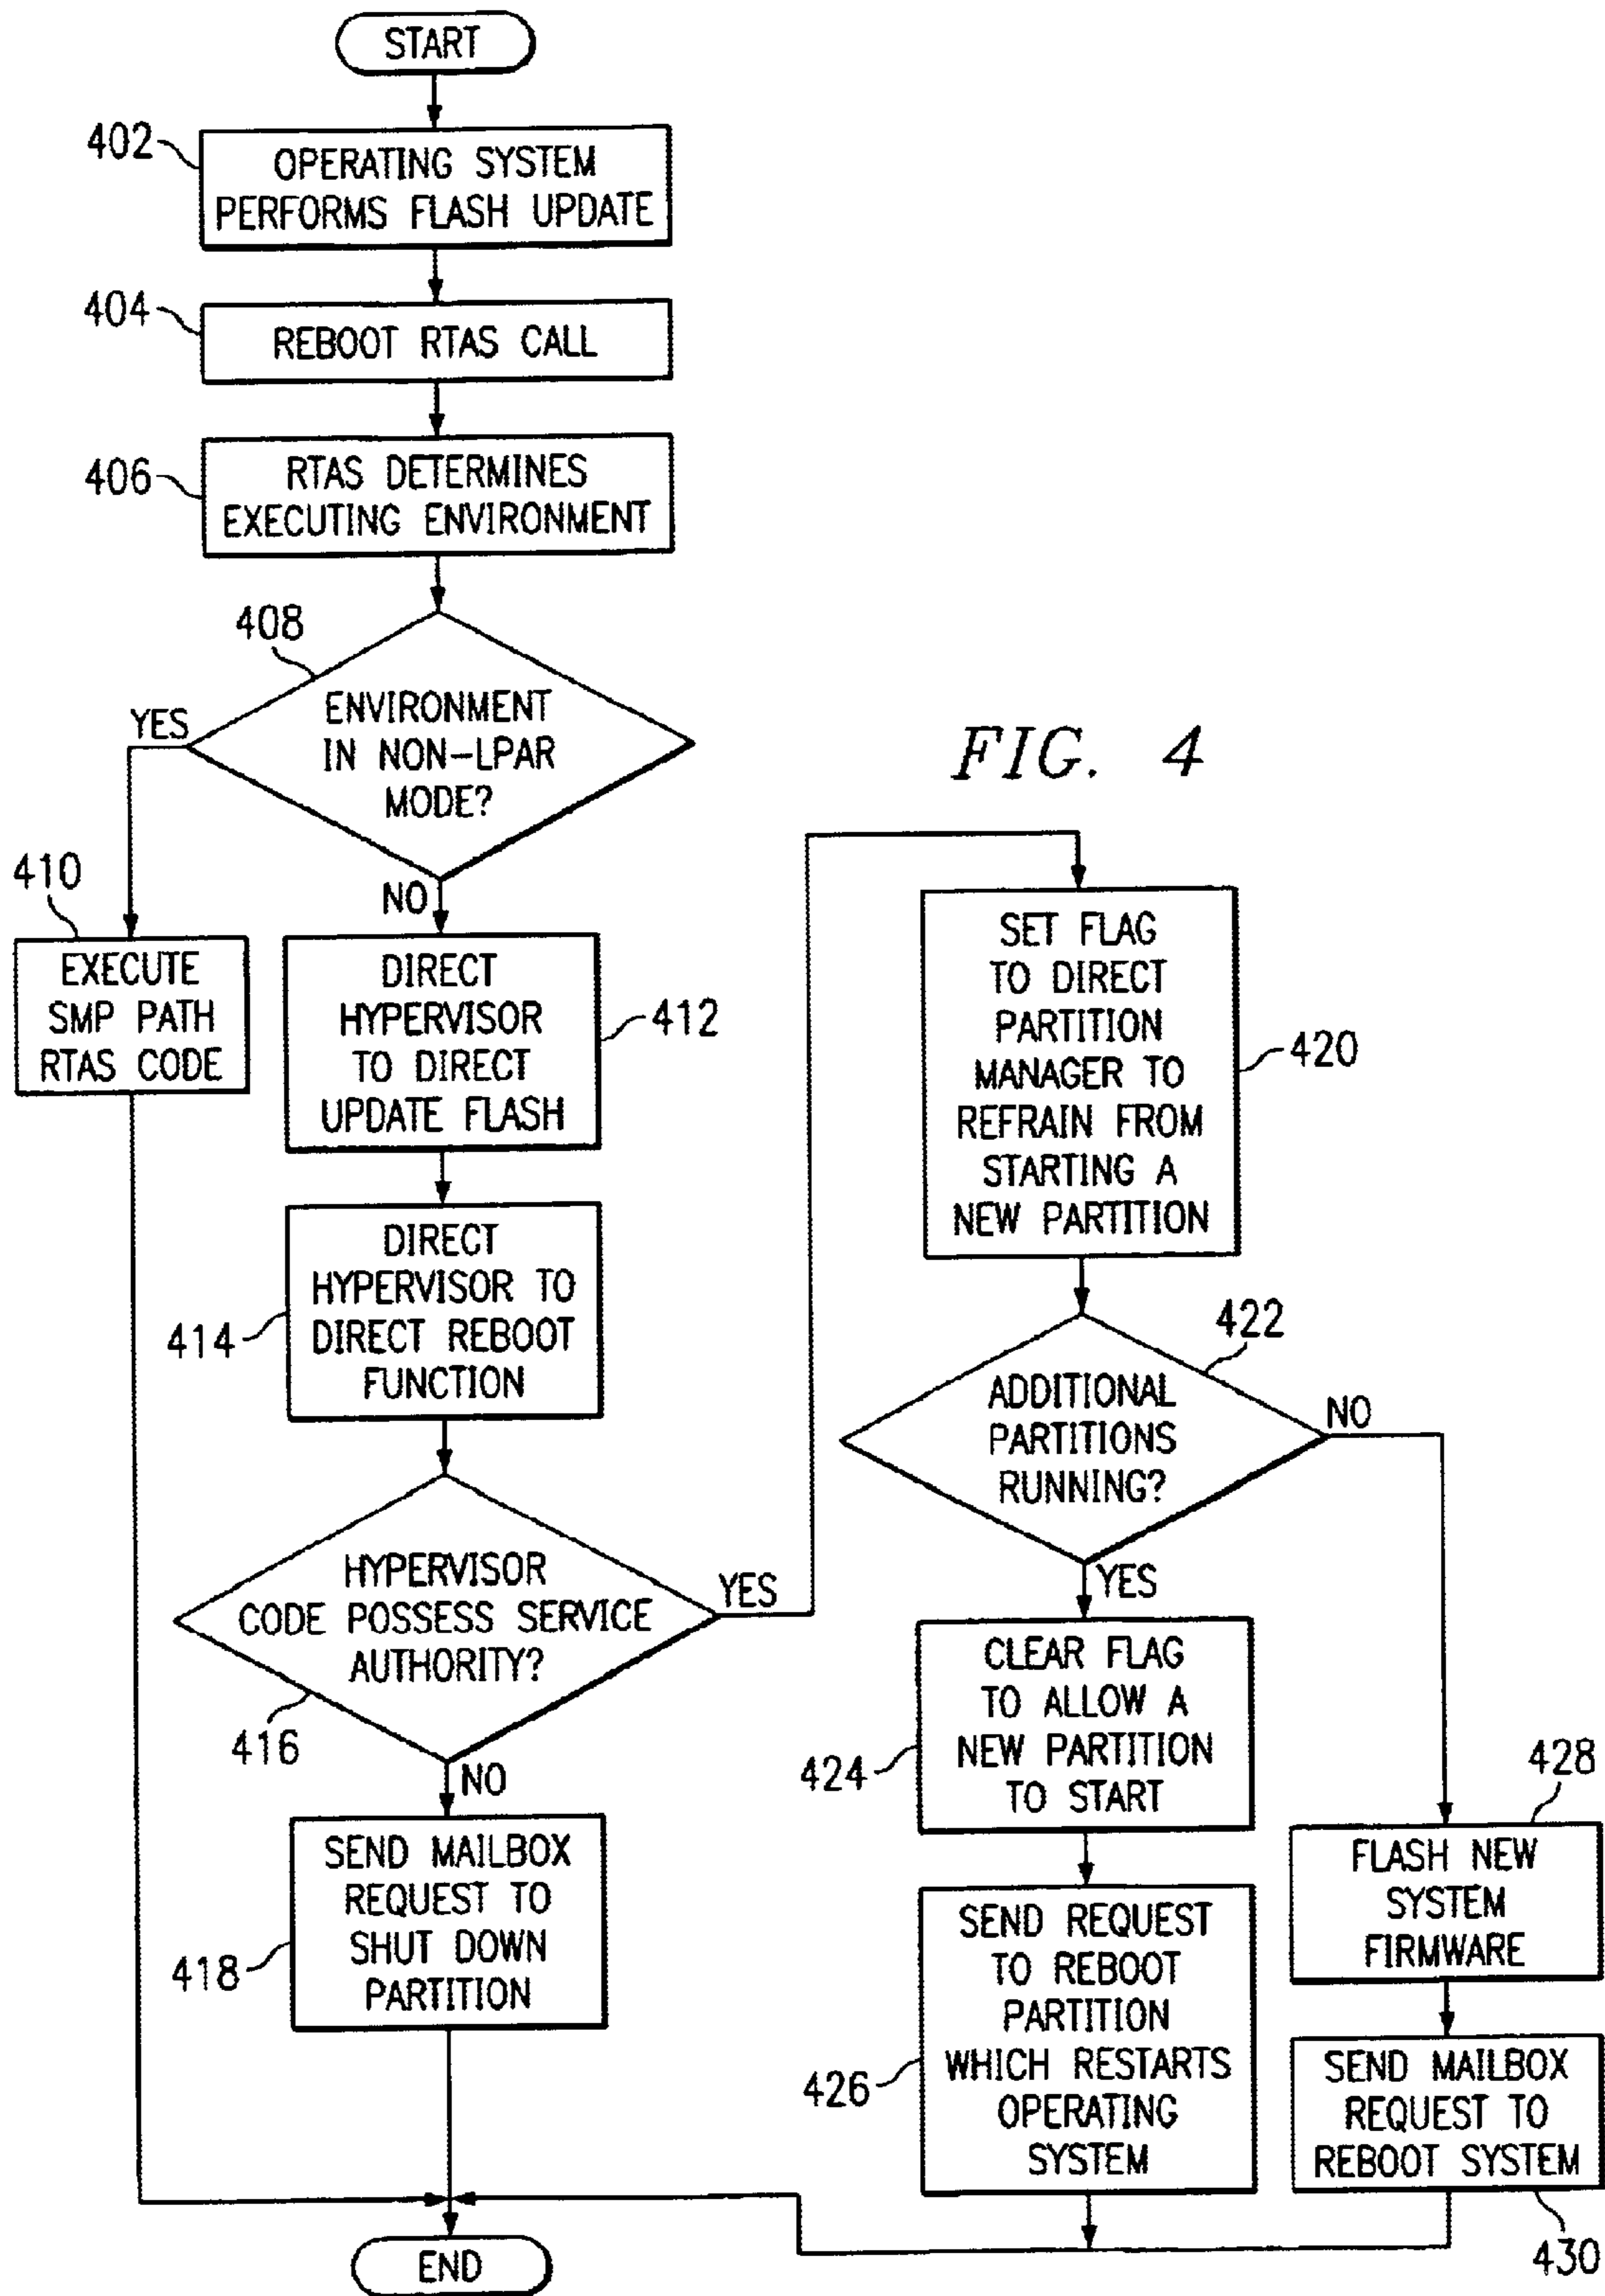 START
402
OPERATING SYSTEM
PERFORMS FLASH UPDATE
404
REBOOT RTAS CALL
406
RTAS DETERMINES
EXECUTING ENVIRONMENT
408
ENVIRONMENT
IN NON-LPAR
MODE?
YES
NO
410
EXECUTE
SMP PATH
RTAS CODE
DIRECT
HYPERVISOR
TO DIRECT
UPDATE FLASH
412
DIRECT
HYPERVISOR TO
DIRECT REBOOT
FUNCTION
414
HYPERVISOR
CODE POSSESS SERVICE
AUTHORITY?
416
YES
NO
SEND MAILBOX
REQUEST TO
SHUT DOWN
PARTITION
418
END
FIG. 4
SET FLAG
TO DIRECT
PARTITION
MANAGER TO
REFRAIN FROM
STARTING A
NEW PARTITION
420
422
ADDITIONAL
PARTITIONS
RUNNING?
NO
YES
CLEAR FLAG
TO ALLOW A
NEW PARTITION
TO START
424
SEND REQUEST
TO REBOOT
PARTITION
WHICH RESTARTS
OPERATING
SYSTEM
426
428
FLASH NEW
SYSTEM
FIRMWARE
SEND MAILBOX
REQUEST TO
REBOOT SYSTEM
430